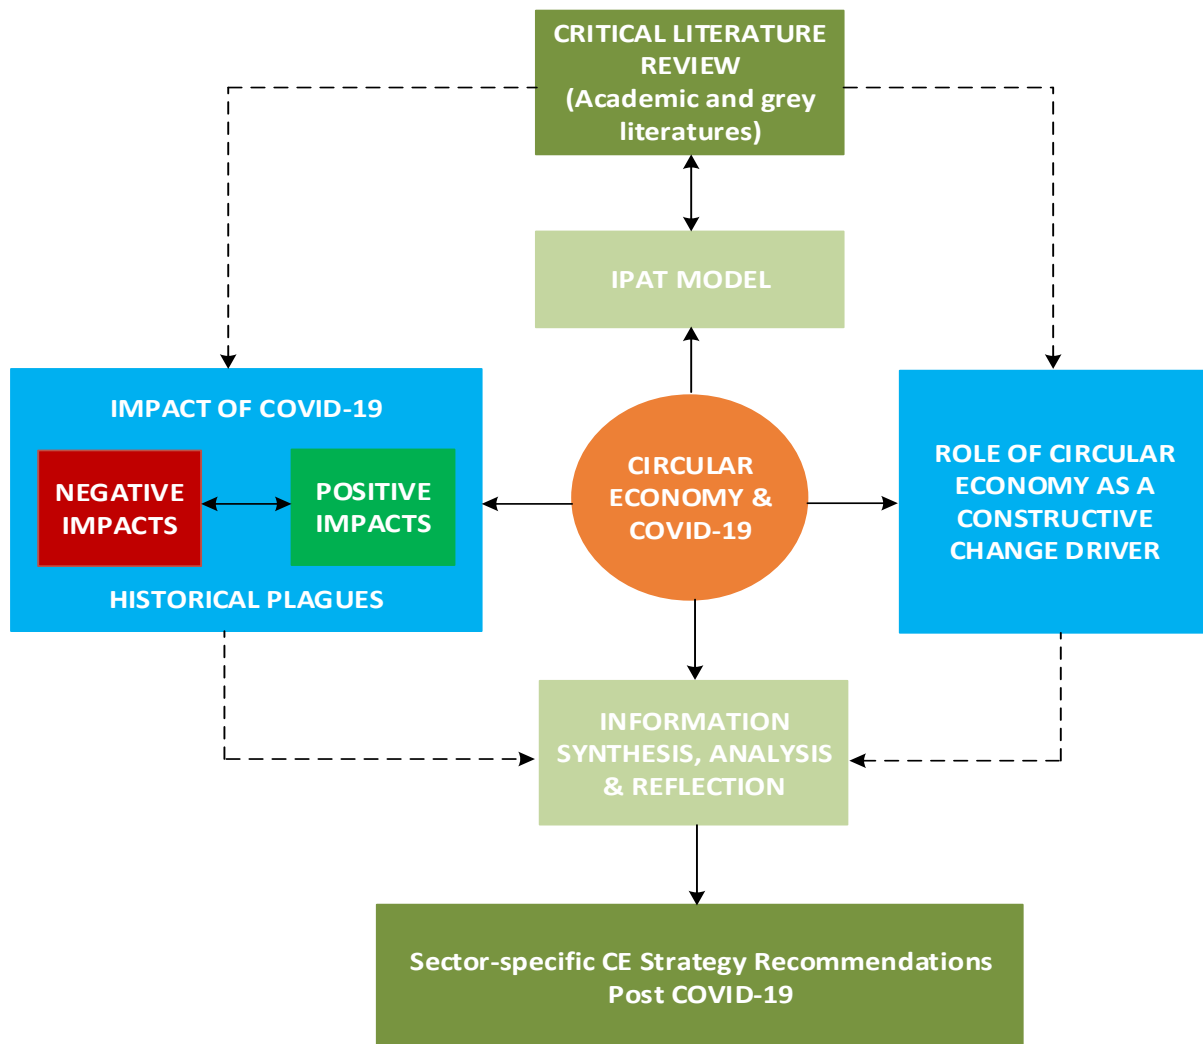 CRITICAL LITERATURE
REVIEW
(Academic and grey
literatures)
IPAT MODEL
IMPACT OF COVID-19
NEGATIVE
IMPACTS
POSITIVE
IMPACTS
HISTORICAL PLAGUES
CIRCULAR
ECONOMY &
COVID-19
ROLE OF CIRCULAR
ECONOMY AS A
CONSTRUCTIVE
CHANGE DRIVER
INFORMATION
SYNTHESIS, ANALYSIS
& REFLECTION
Sector-specific CE Strategy Recommendations
Post COVID-19